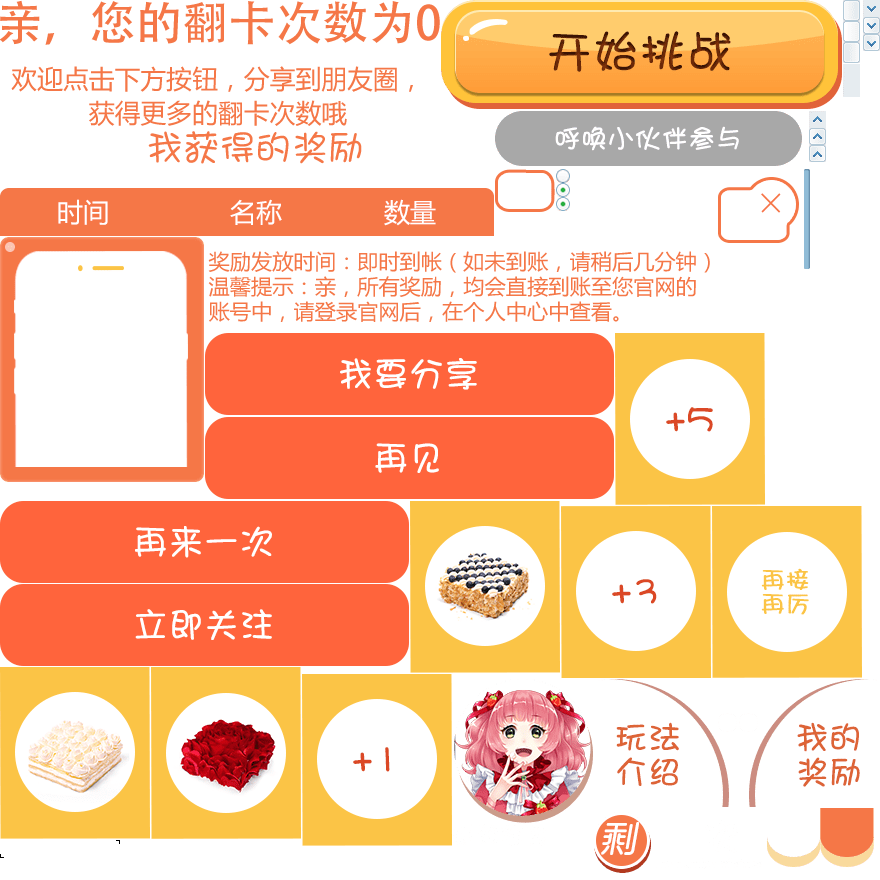 亲，您的翻卡次数为0
开始挑战
欢迎点击下方按钮，分享到朋友圈，
获得更多的翻卡次数哦
呼唤小伙伴参与
我获得的奖励
时间 名称 数量
奖励发放时间：即时到帐（如未到账，请稍后几分钟）
温馨提示：亲，所有奖励，均会直接到账至您官网的
账号中，请登录官网后，在个人中心中查看。
我要分享
+5
再见
再来一次
+3
再接
再厉
立即关注
+1
玩法
介绍
我的
奖励
剩